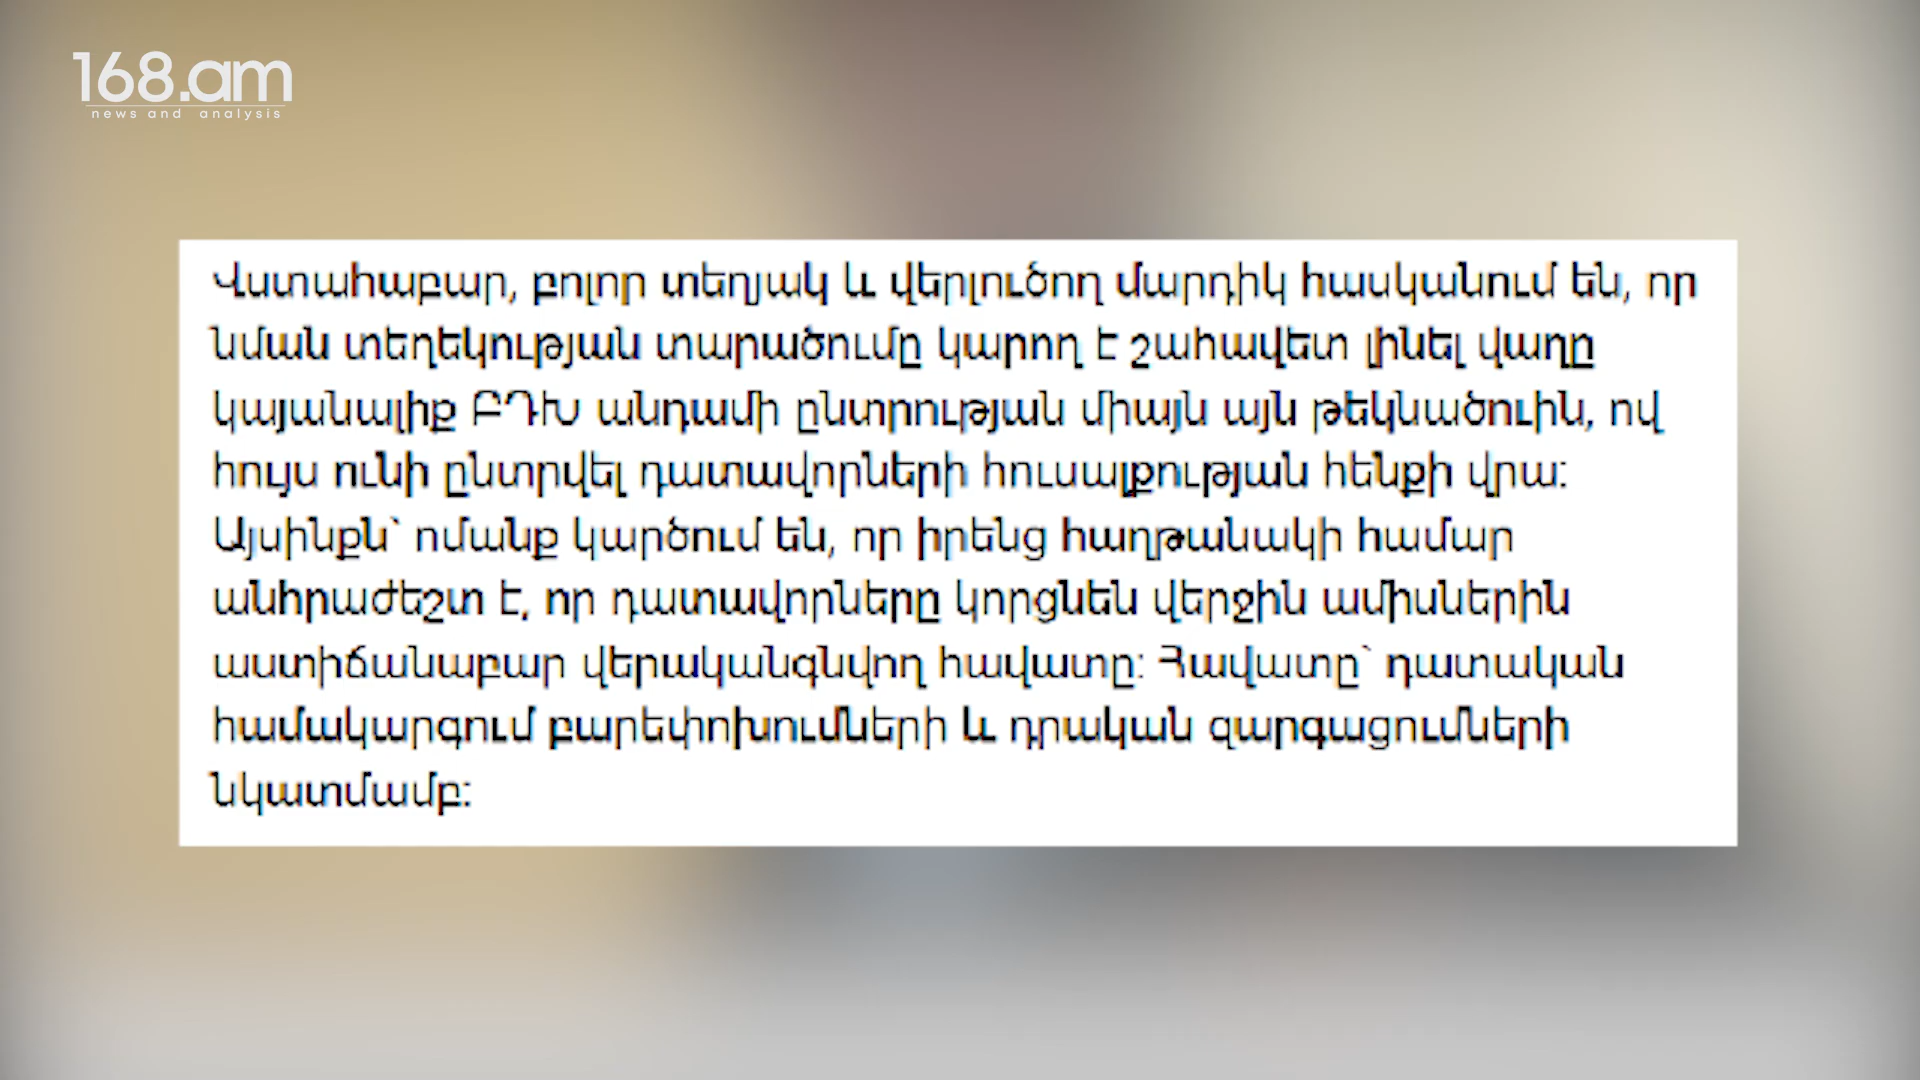 168.am
news and analysis
Վստահաբար, բոլոր տեղյակ և վերլուծող մարդիկ հասկանում են, որ
նման տեղեկության տարածումը կարող է շահավետ լինել վաղը
կայանալիք ԲԴԽ անդամի ընտրության միայն այն թեկնածուին, ով
հույս ունի ընտրվել դատավորների հուսալքության հենքի վրա:
Այսինքն՝ ոմանք կարծում են, որ իրենց հաղթանակի համար
անհրաժեշտ է, որ դատավորները կորցնեն վերջին ամիսներին
աստիճանաբար վերականգնվող հավատը: Հավատը՝ դատական
համակարգում բարեփոխումների և դրական զարգացումների
նկատմամբ: